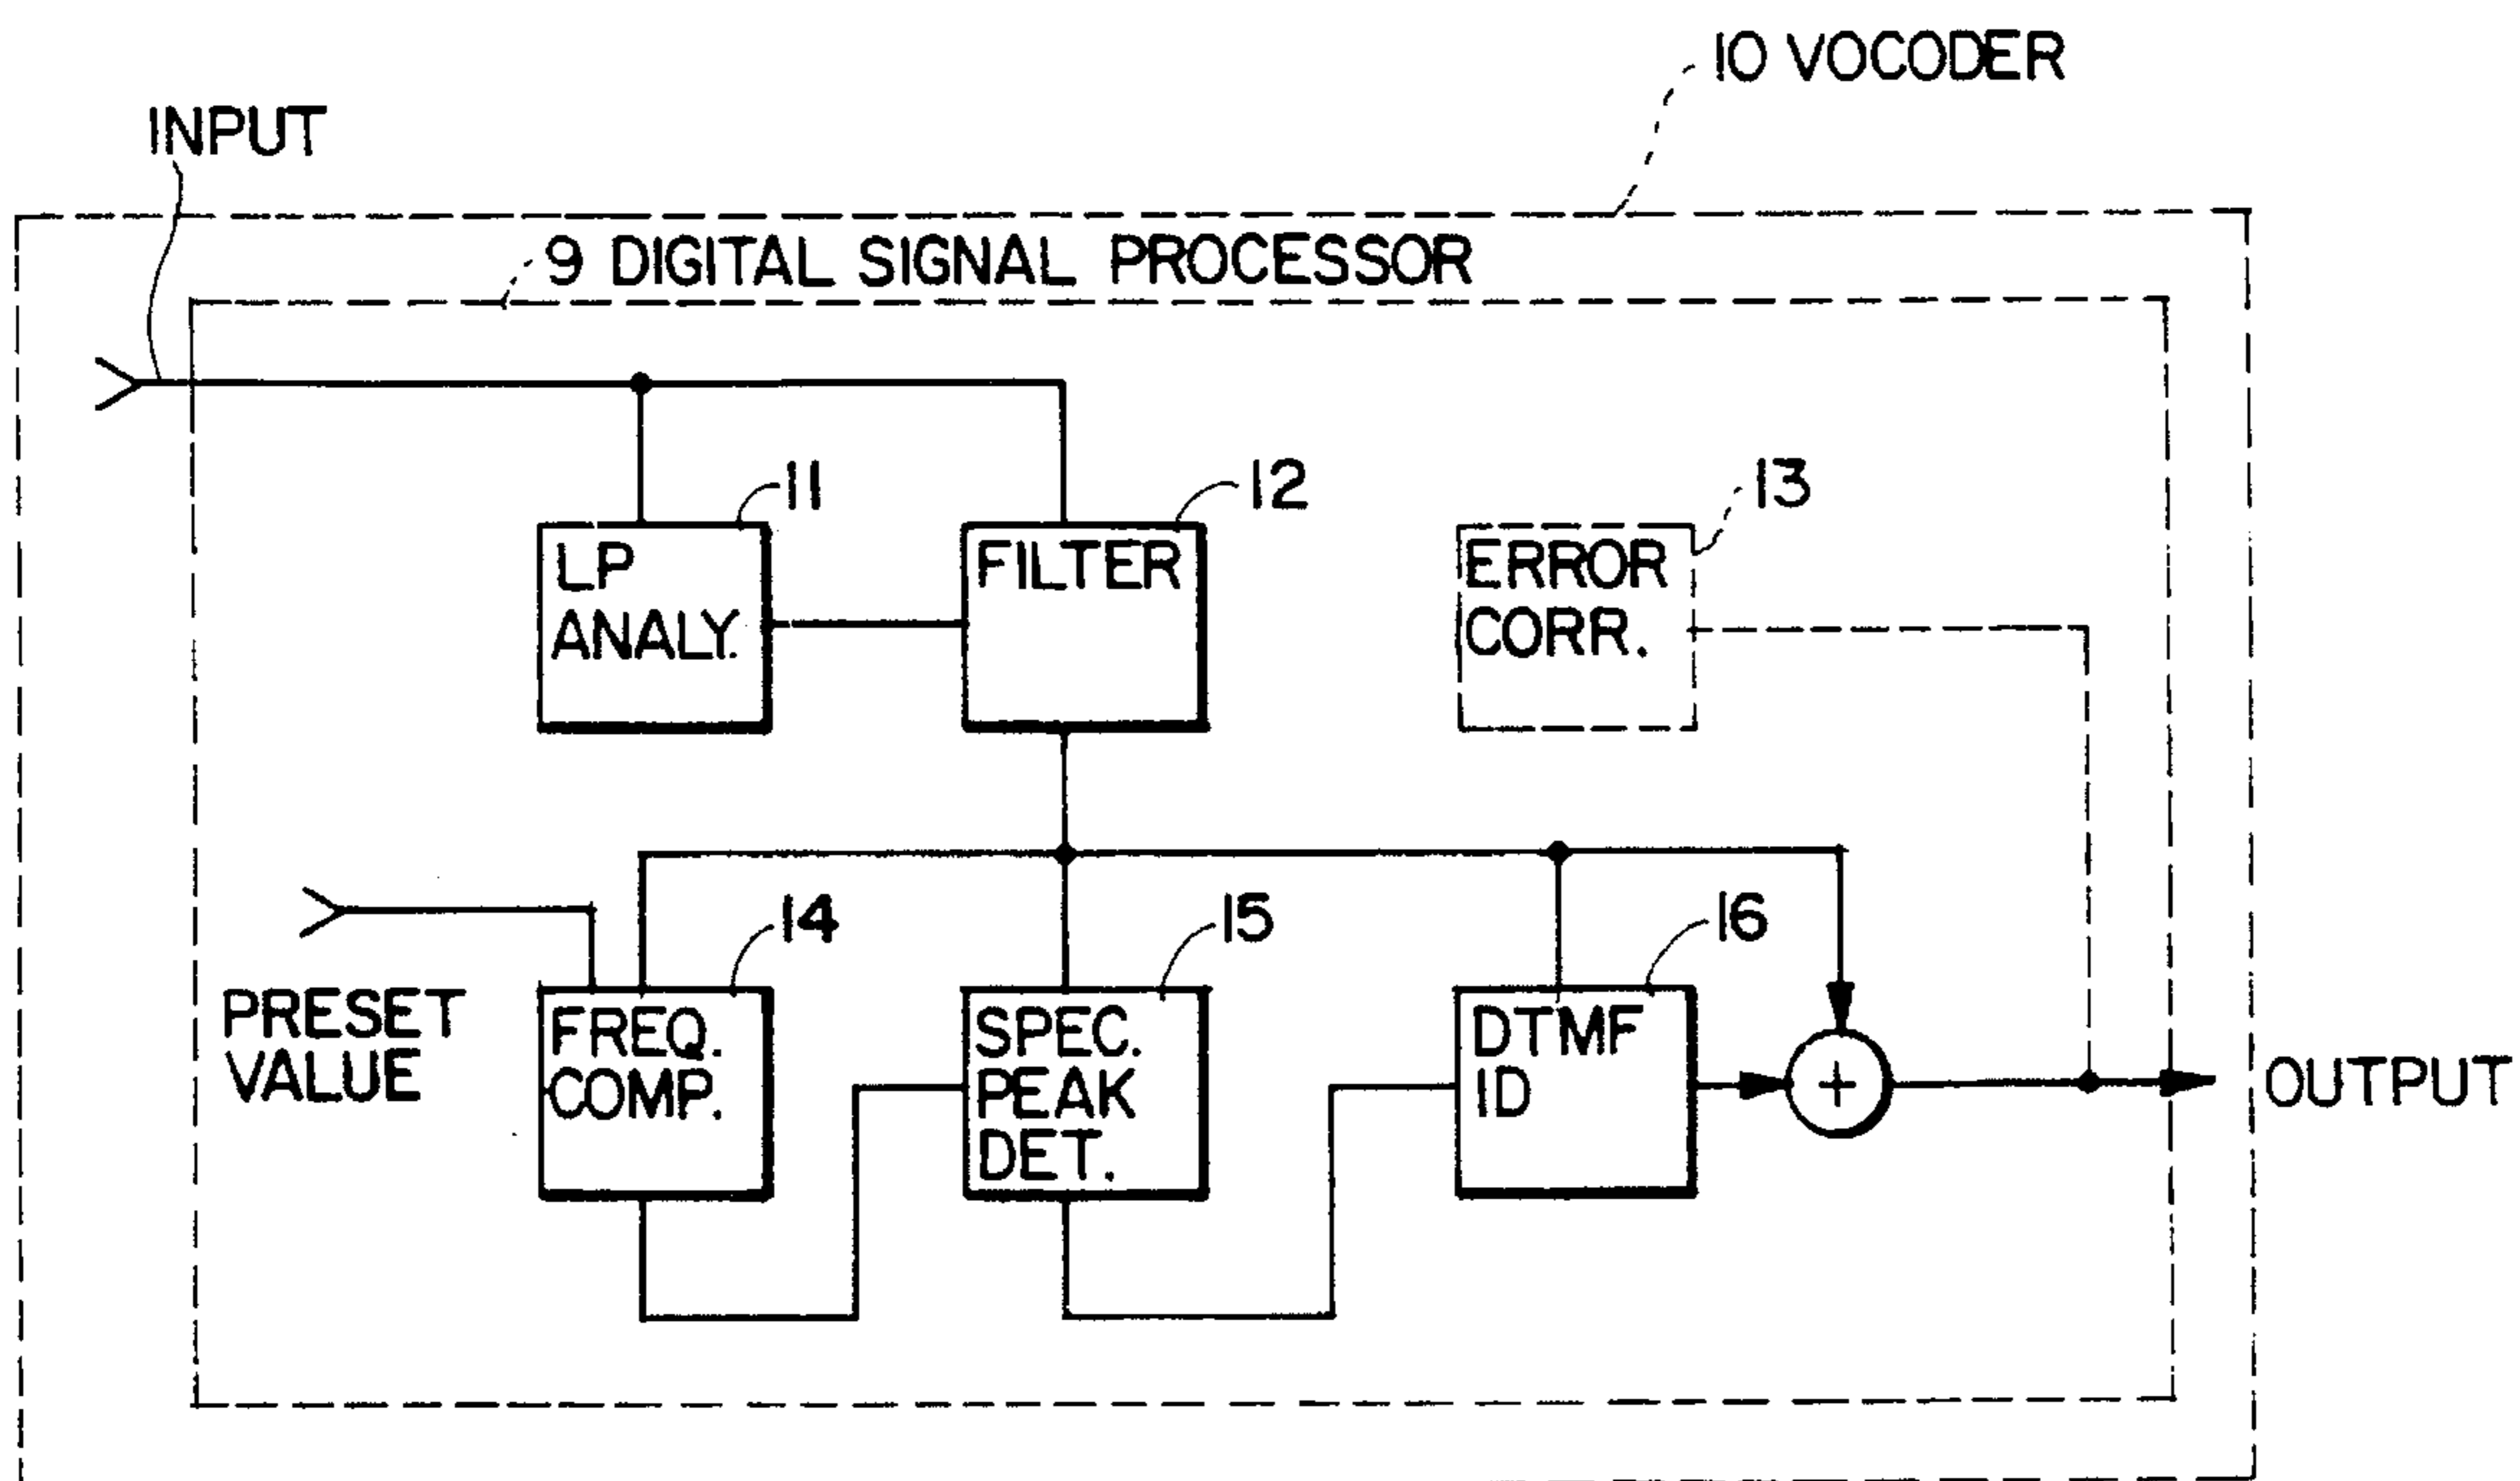 10 VOCODER
INPUT
9 DIGITAL SIGNAL PROCESSOR
11
12
13
LP
ANALY.
FILTER
ERROR
CORR.
14
15
16
PRESET
VALUE
FREQ.
COMP.
SPEC.
PEAK
DET.
DTMF
ID
+
OUTPUT